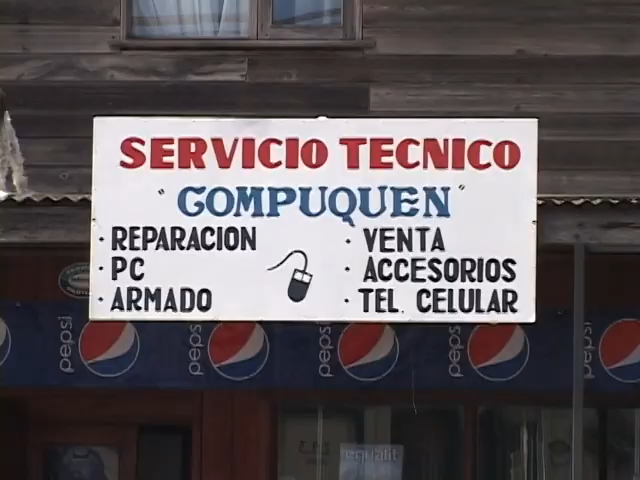 SERVICIO TECNICO
"COMPUQUEN"
· REPARACION
· PC
· ARMADO
· VENTA
· ACCESORIOS
· TEL. CELULAR
pepsi
pepsi
pepsi
pepsi
pepsi